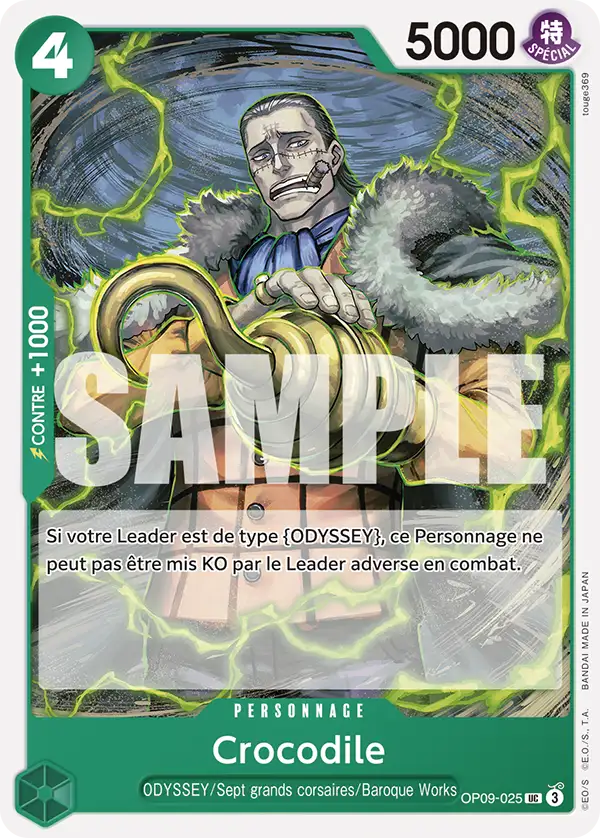 4
5000
特
SPÉCIAL
touge369
CONTRE +1000
SAMPLE
Si votre Leader est de type {ODYSSEY}, ce Personnage ne
peut pas être mis KO par le Leader adverse en combat.
©EO/S ©E.O./S., T.A. BANDAI MADE IN JAPAN
PERSONNAGE
Crocodile
ODYSSEY/Sept grands corsaires/Baroque Works
OP09-025 UC 3